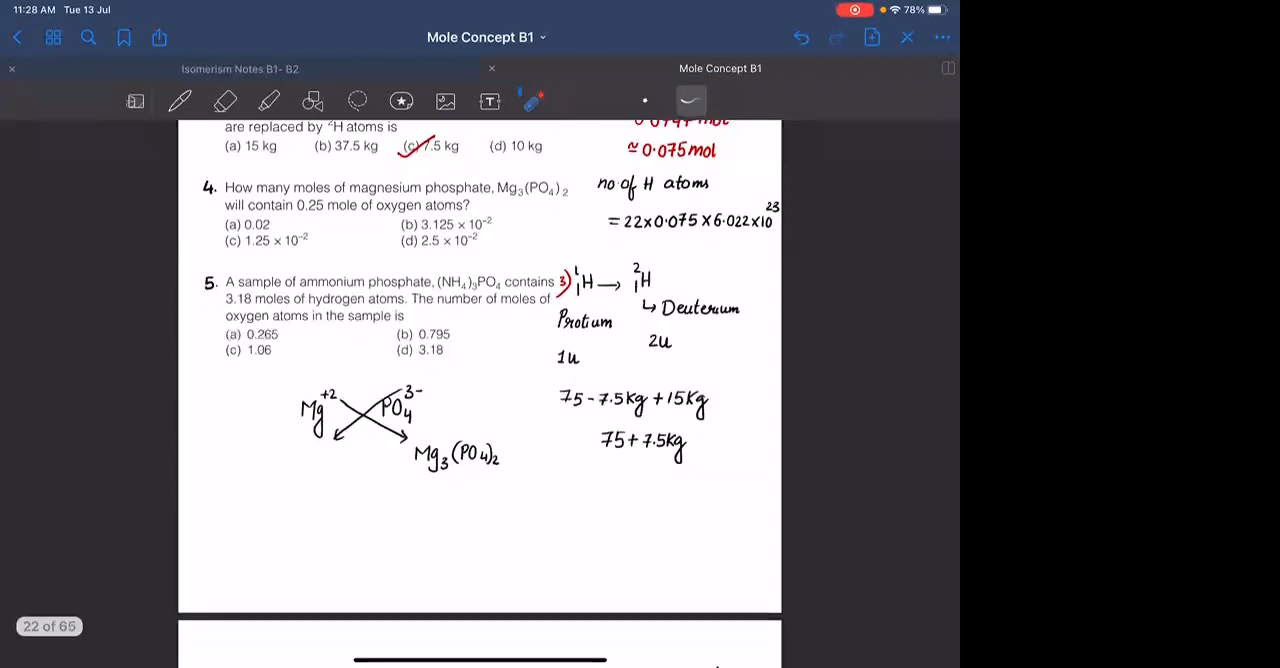 11:28 AM Tue 13 Jul
78%
Mole Concept B1
Isomerism Notes B1- B2
Mole Concept B1
are replaced by ²H atoms is
(a) 15 kg (b) 37.5 kg (c) 7.5 kg (d) 10 kg
4. How many moles of magnesium phosphate, Mg₃(PO₄)₂
will contain 0.25 mole of oxygen atoms?
(a) 0.02 (b) 3.125 × 10⁻²
(c) 1.25 × 10⁻² (d) 2.5 × 10⁻²
5. A sample of ammonium phosphate, (NH₄)₃PO₄ contains
3.18 moles of hydrogen atoms. The number of moles of
oxygen atoms in the sample is
(a) 0.265 (b) 0.795
(c) 1.06 (d) 3.18
Mg⁺² PO₄³⁻
Mg₃(PO₄)₂
≃ 0.075 mol
no. of H atoms
= 22 × 0.075 × 6.022 × 10²³
3) ¹₁H → ²₁H
↳ Deuterium
Protium
2u
1u
75 - 7.5kg + 15kg
75 + 7.5kg
22 of 65